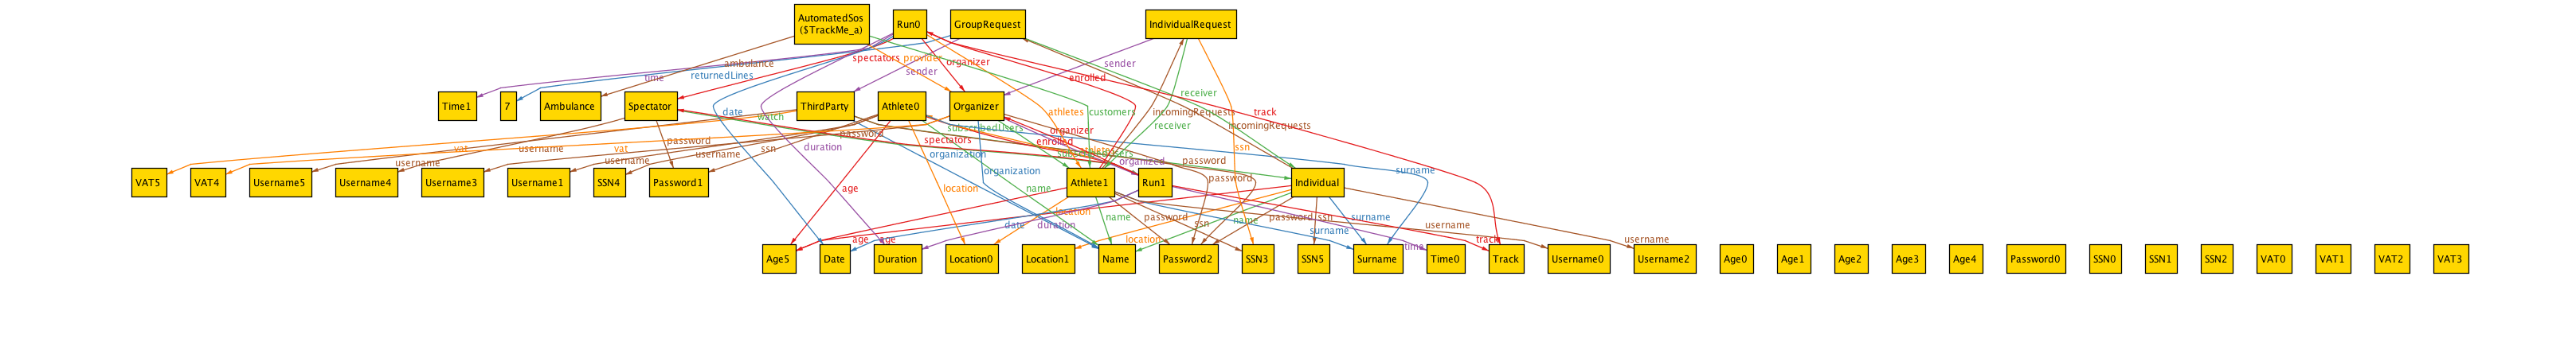 AutomatedSos
($TrackMe_a)
Run0
GroupRequest
IndividualRequest
ambulance
returnedLines
time
spectators
provider
organizer
sender
enrolled
sender
receiver
Time1
7
Ambulance
Spectator
ThirdParty
Athlete0
Organizer
date
watch
athletes
customers
incomingRequests
receiver
track
incomingRequests
subscribedUsers
organizer
password
password
spectators
enrolled
duration
vat
username
vat
username
username
username
ssn
organization
athletes
organized
password
ssn
organization
surname
VAT5
VAT4
Username5
Username4
Username3
Username1
SSN4
Password1
Athlete1
Run1
Individual
age
location
name
password
location
name
date
duration
password
ssn
name
password
ssn
surname
surname
username
username
age
age
location
time
track
Age5
Date
Duration
Location0
Location1
Name
Password2
SSN3
SSN5
Surname
Time0
Track
Username0
Username2
Age0
Age1
Age2
Age3
Age4
Password0
SSN0
SSN1
SSN2
VAT0
VAT1
VAT2
VAT3